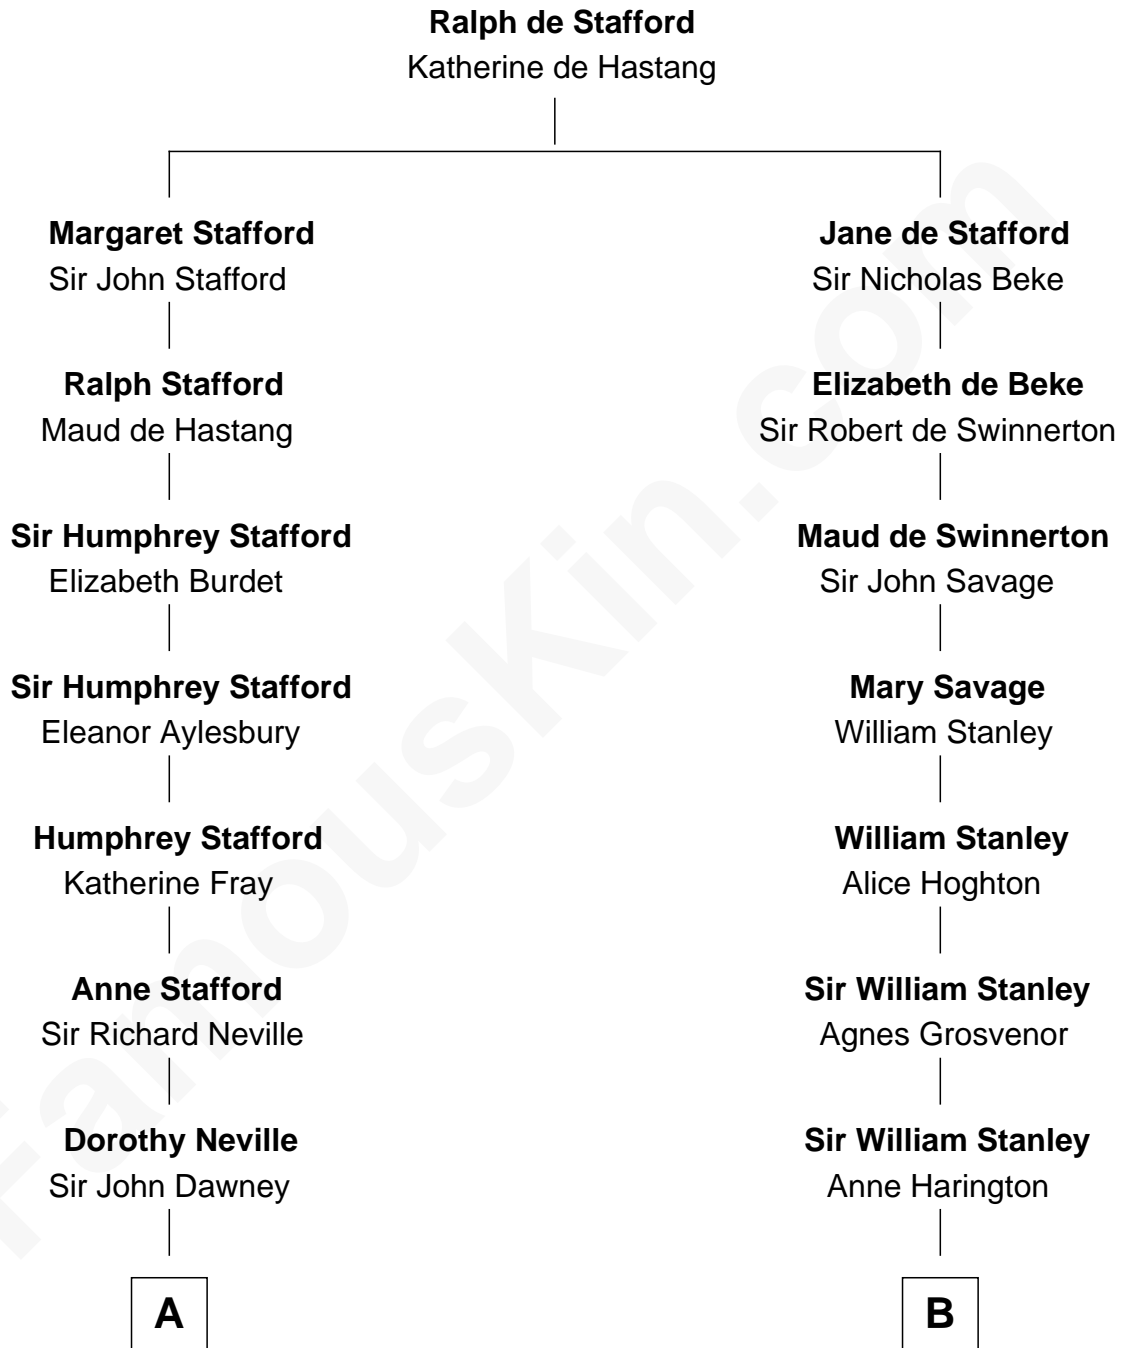 Ralph de Stafford
Katherine de Hastang
Margaret Stafford
Sir John Stafford
Jane de Stafford
Sir Nicholas Beke
Ralph Stafford
Maud de Hastang
Elizabeth de Beke
Sir Robert de Swinnerton
Sir Humphrey Stafford
Elizabeth Burdet
Maud de Swinnerton
Sir John Savage
Sir Humphrey Stafford
Eleanor Aylesbury
Mary Savage
William Stanley
Humphrey Stafford
Katherine Fray
William Stanley
Alice Hoghton
Anne Stafford
Sir Richard Neville
Sir William Stanley
Agnes Grosvenor
Dorothy Neville
Sir John Dawney
Sir William Stanley
Anne Harington
A
B
FamousKin.com